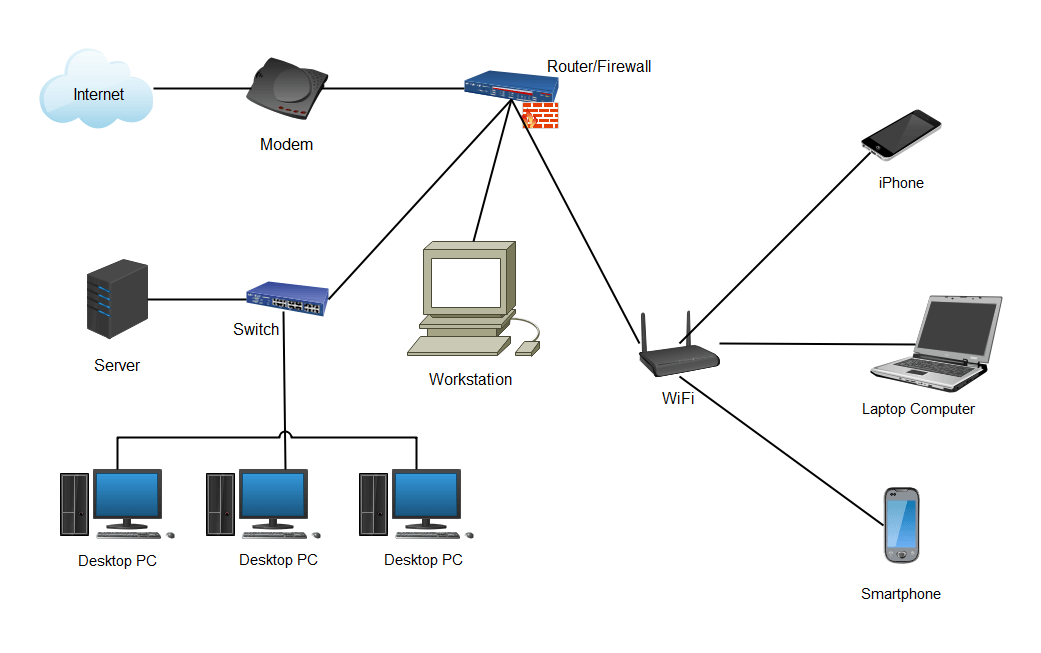 Internet
Modem
Router/Firewall
iPhone
Server
Switch
Workstation
WiFi
Laptop Computer
Desktop PC
Desktop PC
Desktop PC
Smartphone